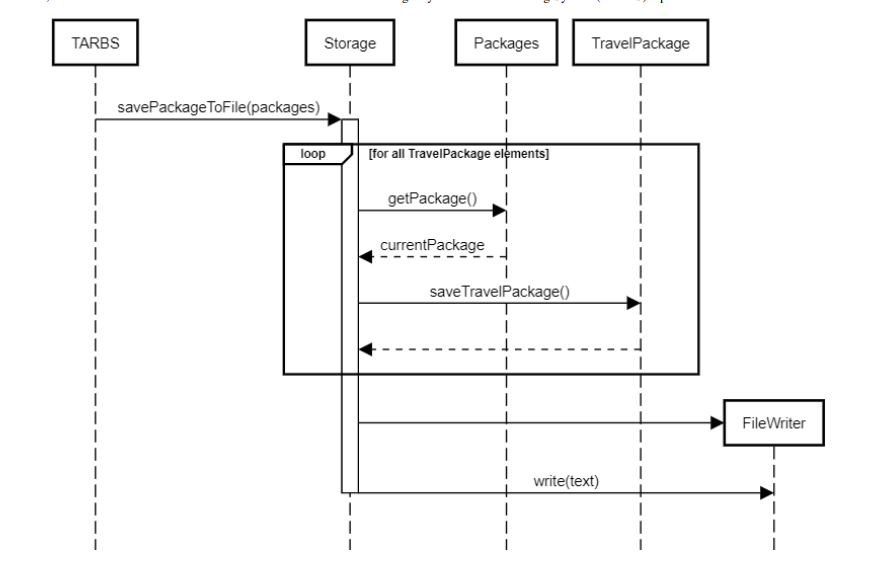 TARBS
Storage
Packages
TravelPackage
savePackageToFile(packages)
loop
[for all TravelPackage elements]
getPackage()
currentPackage
saveTravelPackage()
FileWriter
write(text)